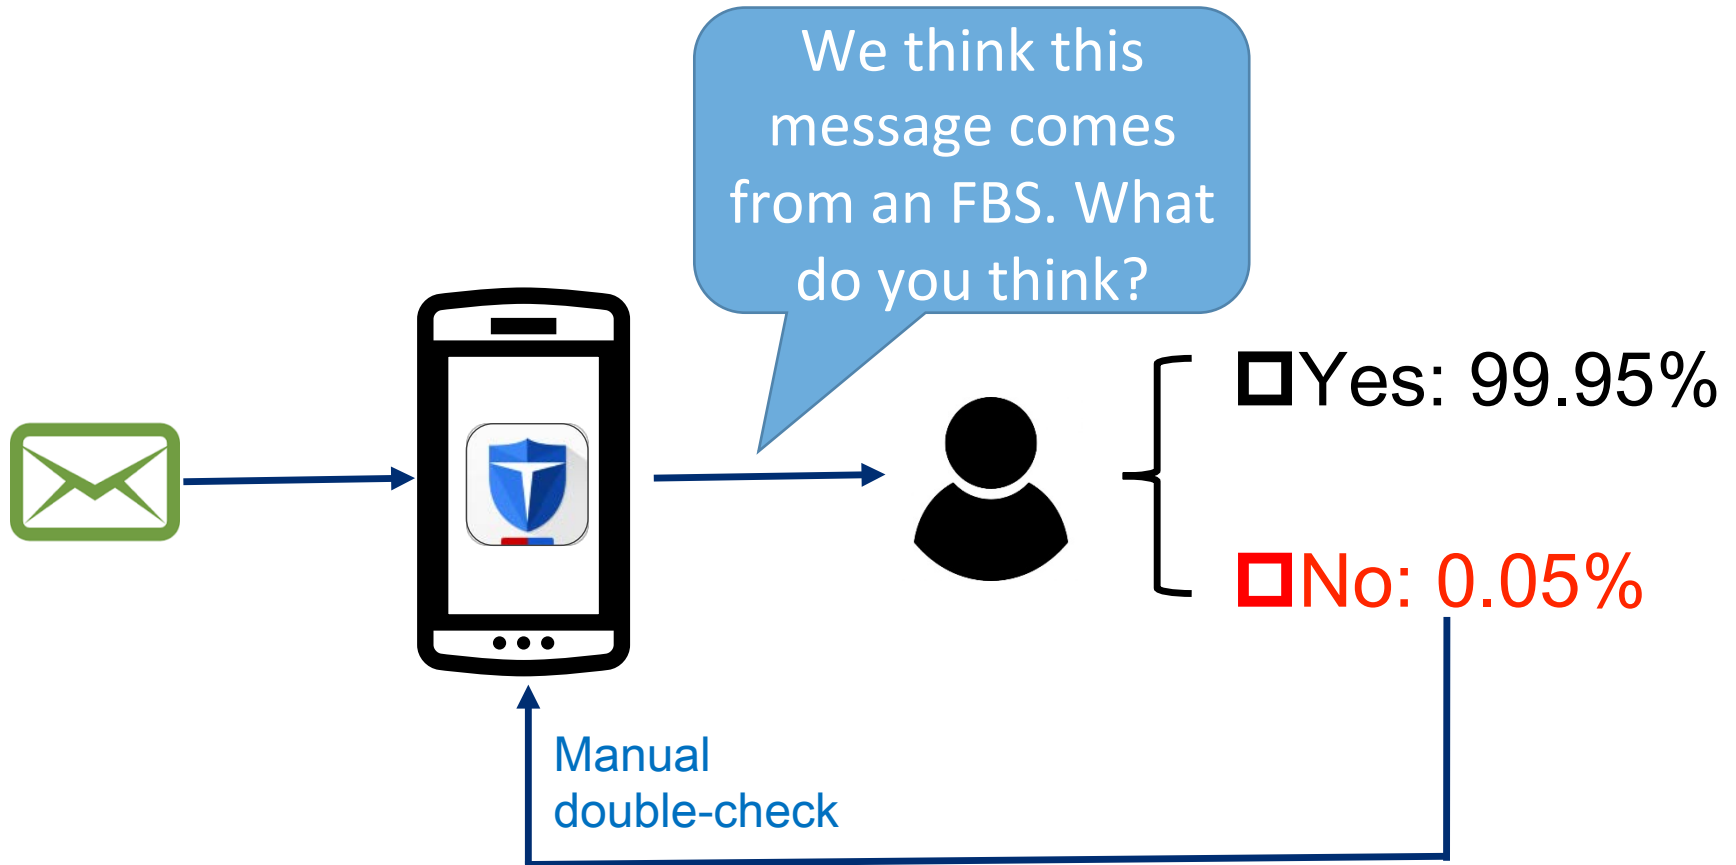 We think this
message comes
from an FBS. What
do you think?
Yes: 99.95%
No: 0.05%
Manual
double-check